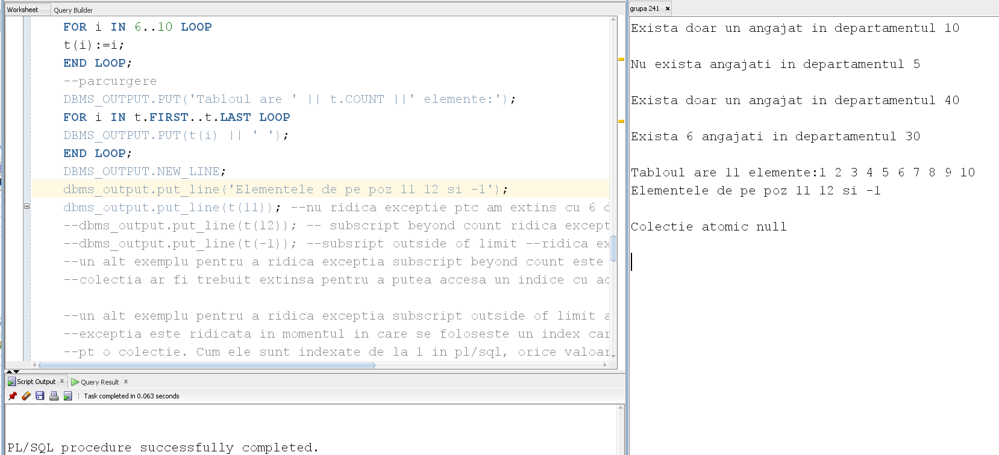 Worksheet Query Builder
FOR i IN 6..10 LOOP
t(i):=i;
END LOOP;
--parcurgere
DBMS_OUTPUT.PUT('Tabloul are ' || t.COUNT ||' elemente:');
FOR i IN t.FIRST..t.LAST LOOP
DBMS_OUTPUT.PUT(t(i) || ' ');
END LOOP;
DBMS_OUTPUT.NEW_LINE;
dbms_output.put_line('Elementele de pe poz 11 12 si -1');
dbms_output.put_line(t(11)); --nu ridica exceptie ptc am extins cu 6
--dbms_output.put_line(t(12)); -- subscript beyond count ridica except
--dbms_output.put_line(t(-1)); --subsript outside of limit --ridica ex
--un alt exemplu pentru a ridica exceptia subscript beyond count este
--colectia ar fi trebuit extinsa pentru a putea accesa un indice cu ac
--un alt exemplu pentru a ridica exceptia subscript outside of limit a
--exceptia este ridicata in momentul in care se foloseste un index car
--pt o colectie. Cum ele sunt indexate de la 1 in pl/sql, orice valoar
Script Output x Query Result x
Task completed in 0.063 seconds
PL/SQL procedure successfully completed.
grupa 241 x
Exista doar un angajat in departamentul 10
Nu exista angajati in departamentul 5
Exista doar un angajat in departamentul 40
Exista 6 angajati in departamentul 30
Tabloul are 11 elemente:1 2 3 4 5 6 7 8 9 10
Elementele de pe poz 11 12 si -1
Colectie atomic null